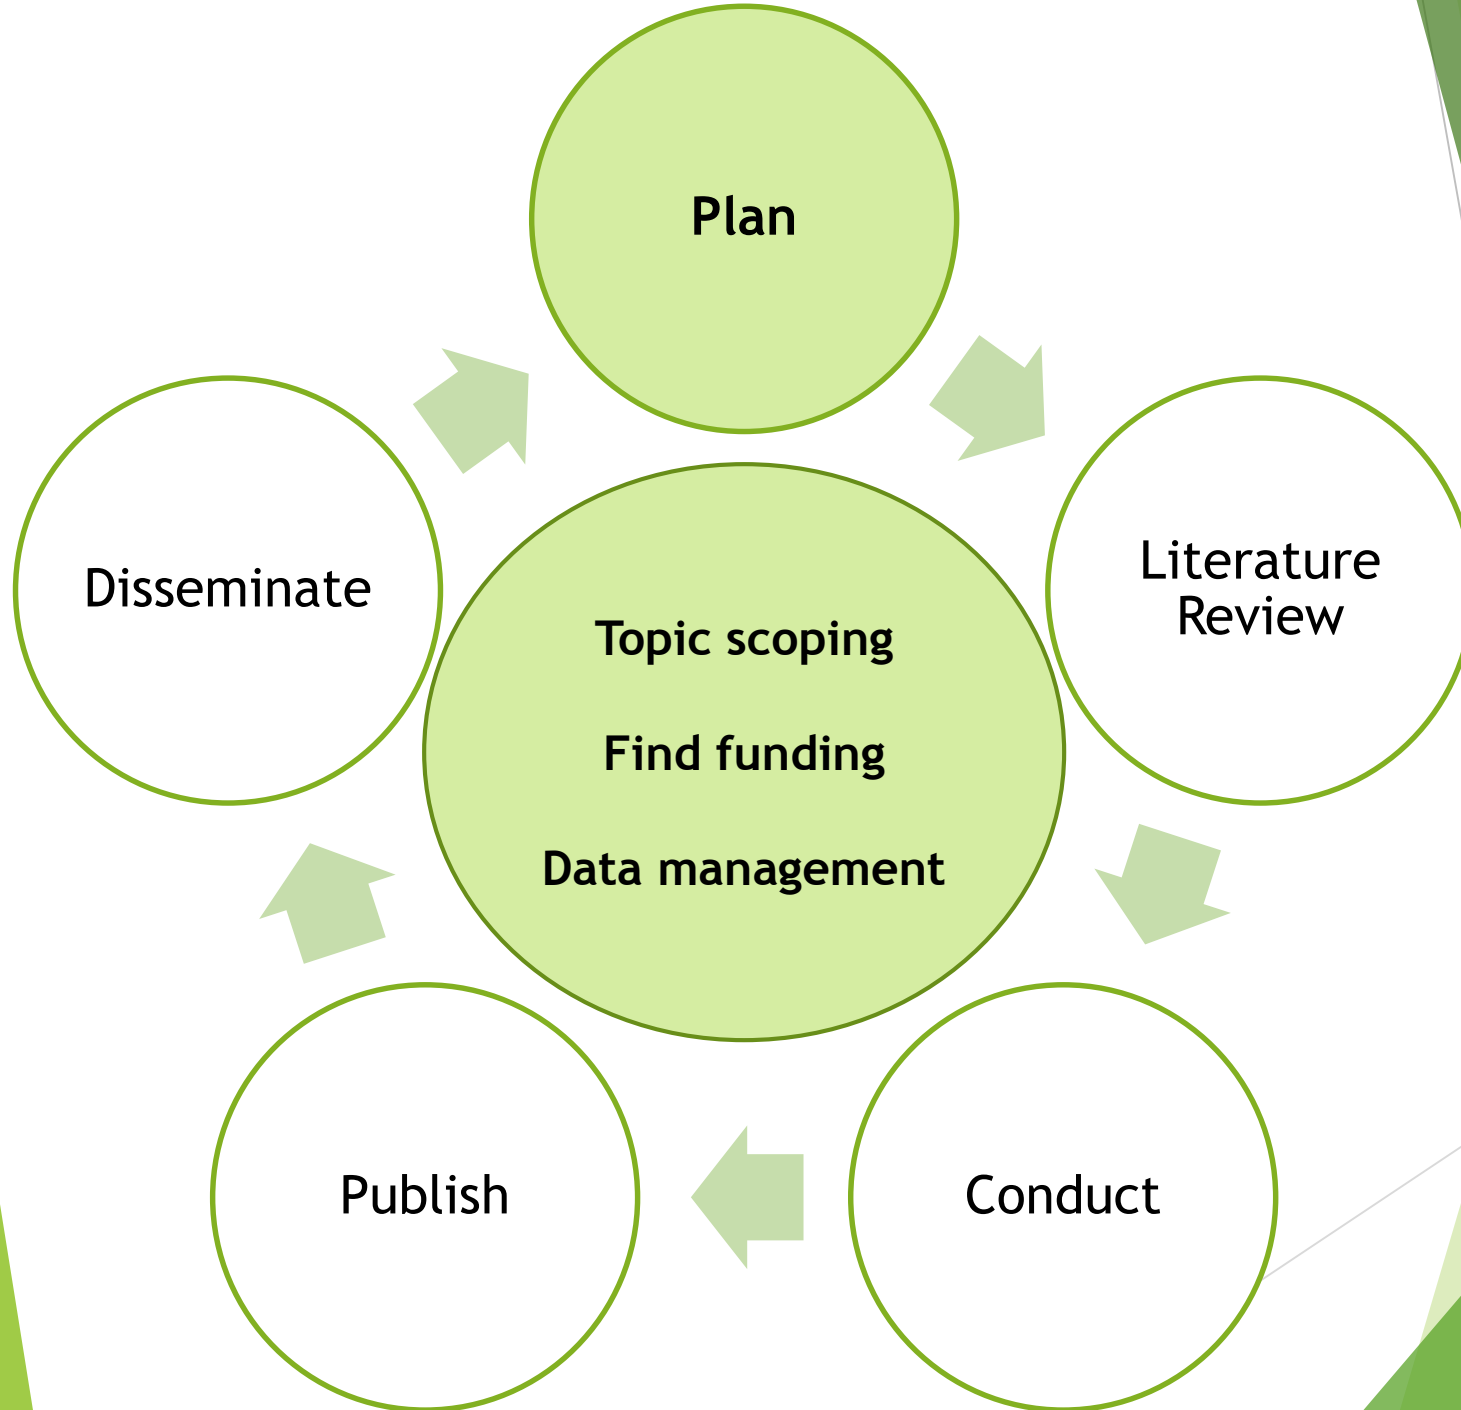 Plan
Disseminate
Literature
Review
Topic scoping
Find funding
Data management
Publish
Conduct